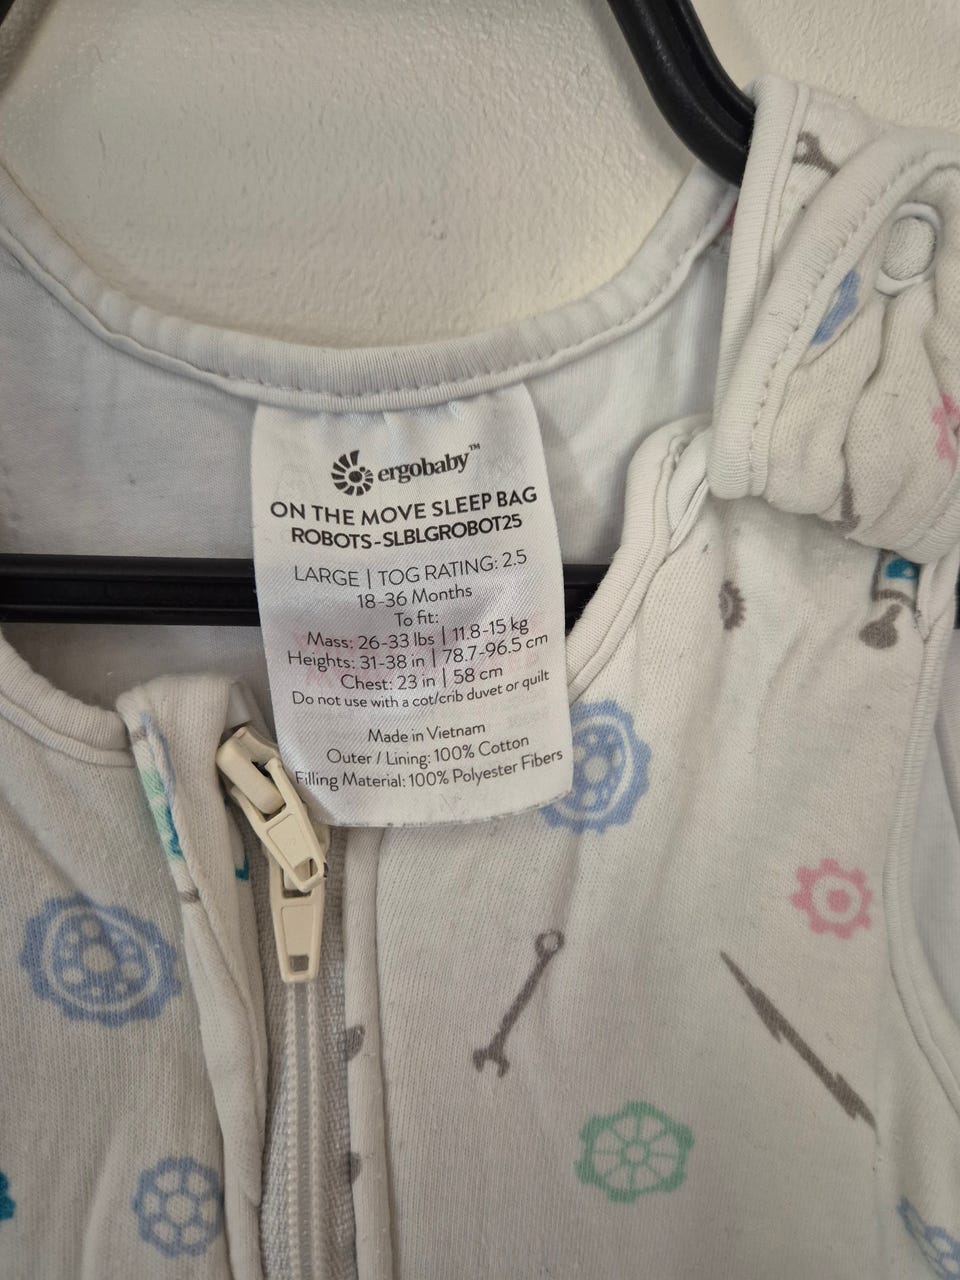 ergobaby™
ON THE MOVE SLEEP BAG
ROBOTS-SLBLGROBOT25
LARGE | TOG RATING: 2.5
18-36 Months
To fit:
Mass: 26-33 lbs | 11.8-15 kg
Heights: 31-38 in | 78.7-96.5 cm
Chest: 23 in | 58 cm
Do not use with a cot/crib duvet or quilt
Made in Vietnam
Outer / Lining: 100% Cotton
Filling Material: 100% Polyester Fibers